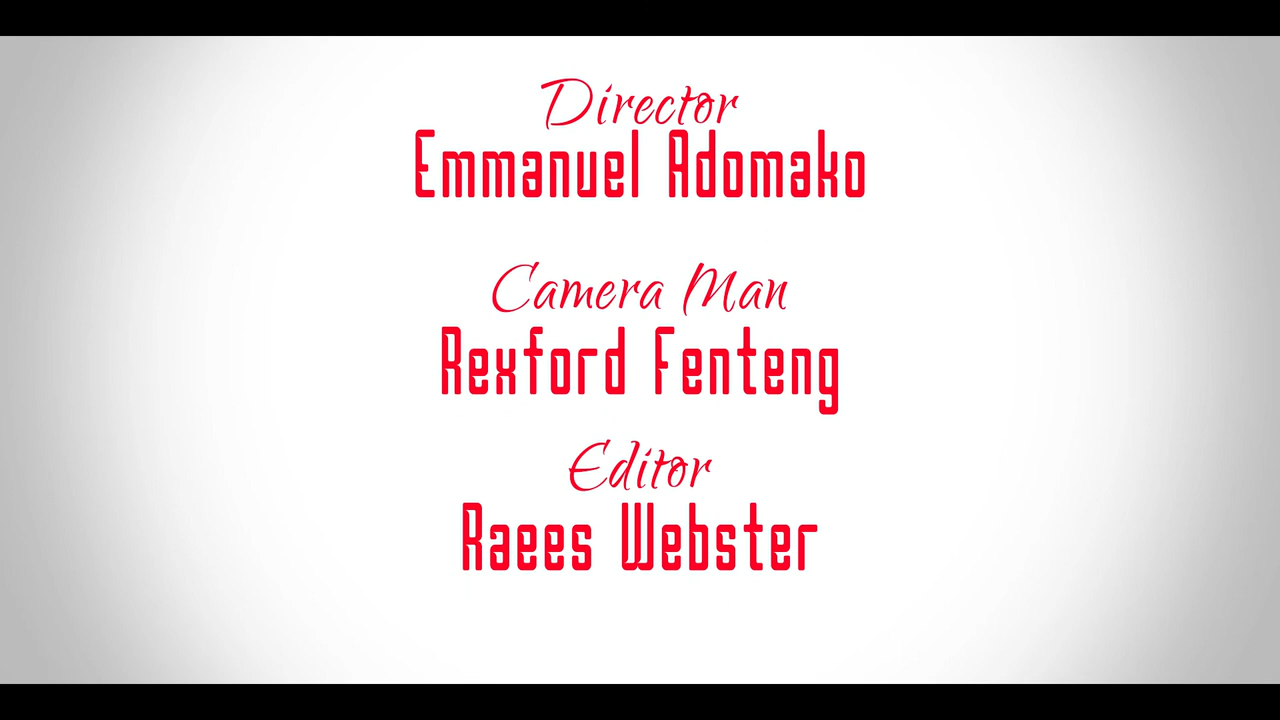 Director
Emmanuel Adomako
Camera Man
Rexford Fenteng
Editor
Raees Webster